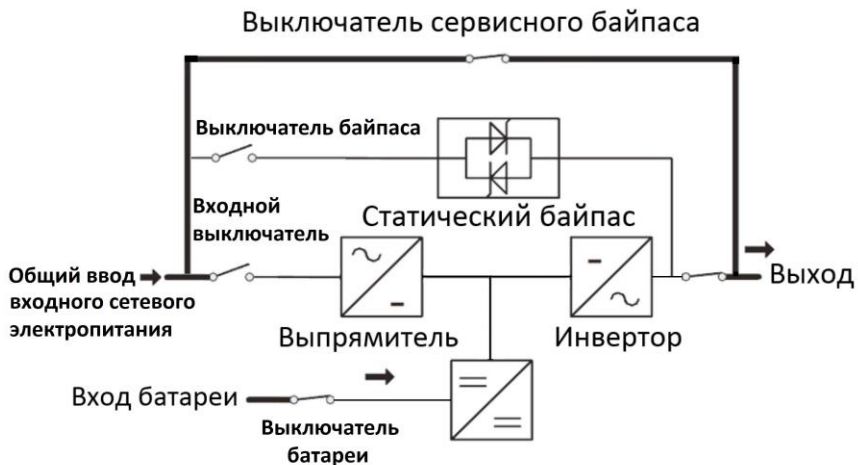 Выключатель сервисного байпаса
Выключатель байпаса
Статический байпас
Входной
выключатель
Общий ввод
входного сетевого
электропитания
Выпрямитель
Инвертор
Выход
Вход батареи
Выключатель
батареи